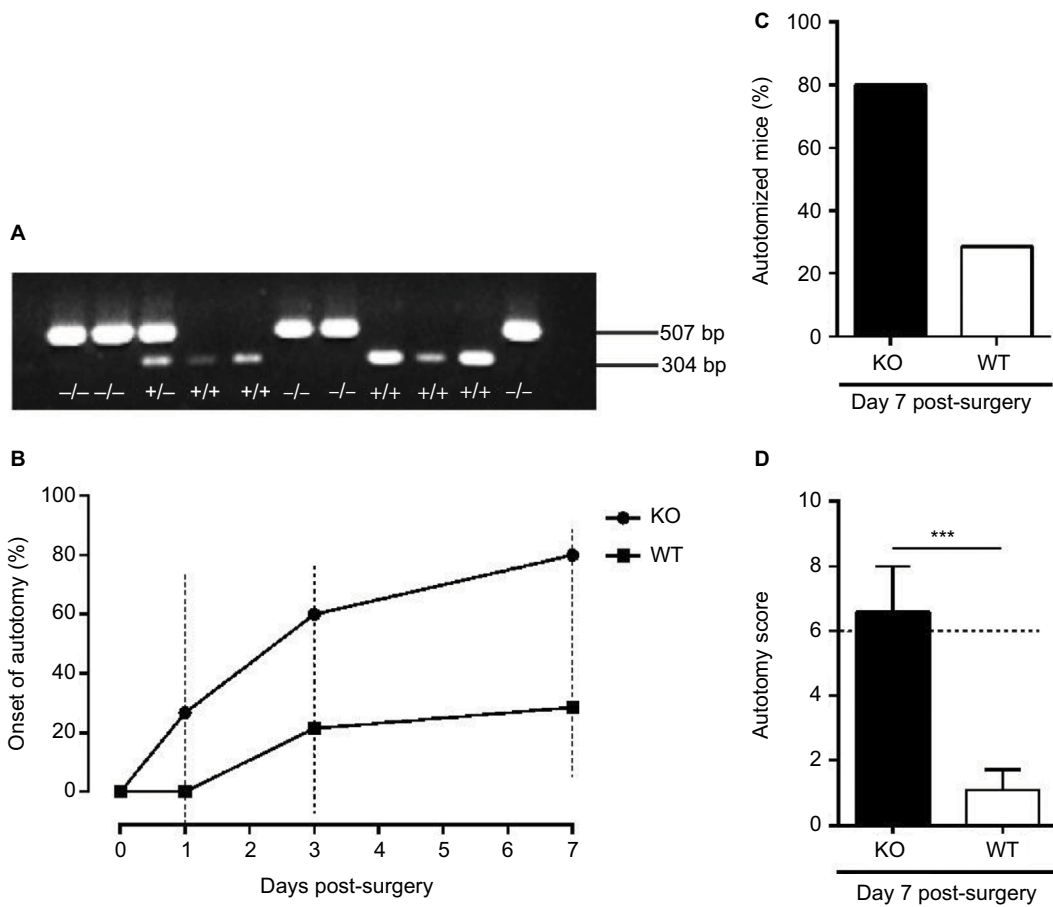 A
–/–  –/–  +/–  +/+  +/+  –/–  –/–  +/+  +/+  +/+  –/–
507 bp
304 bp
B
Onset of autotomy (%)
100
80
60
40
20
0
0 1 2 3 4 5 6 7
Days post-surgery
KO
WT
C
Autotomized mice (%)
100
80
60
40
20
0
KO WT
Day 7 post-surgery
D
Autotomy score
10
8
6
4
2
0
***
KO WT
Day 7 post-surgery